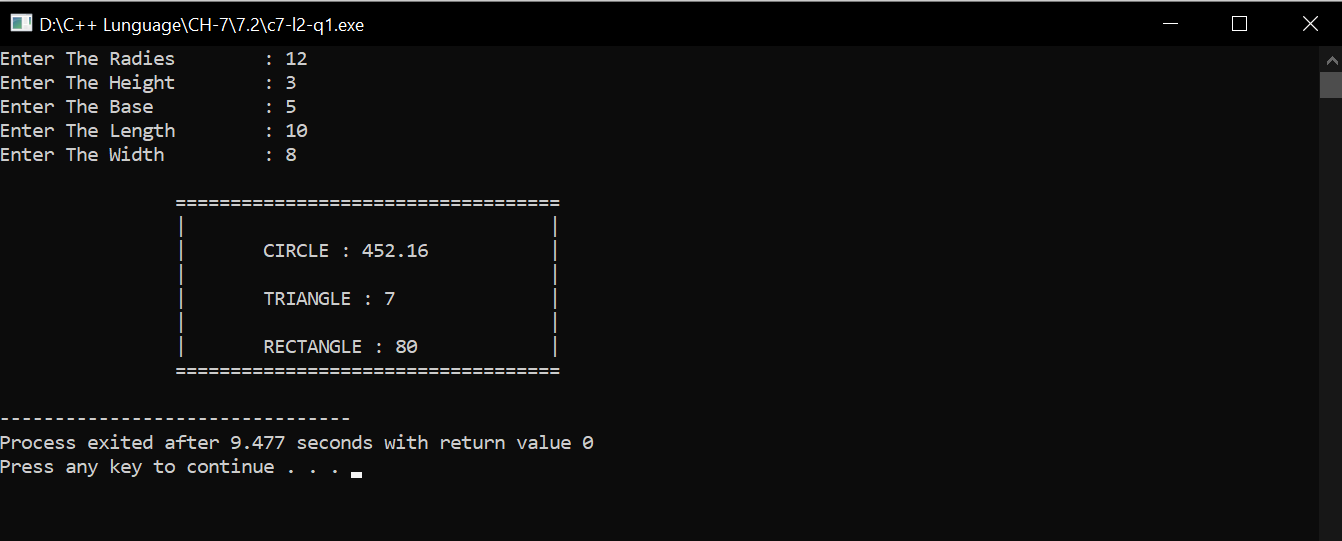 D:\C++ Lunguage\CH-7\7.2\c7-l2-q1.exe
Enter The Radies        : 12
Enter The Height        : 3
Enter The Base          : 5
Enter The Length        : 10
Enter The Width         : 8
===================================
|                                  |
|       CIRCLE : 452.16            |
|                                  |
|       TRIANGLE : 7               |
|                                  |
|       RECTANGLE : 80             |
===================================
--------------------------------
Process exited after 9.477 seconds with return value 0
Press any key to continue . . .